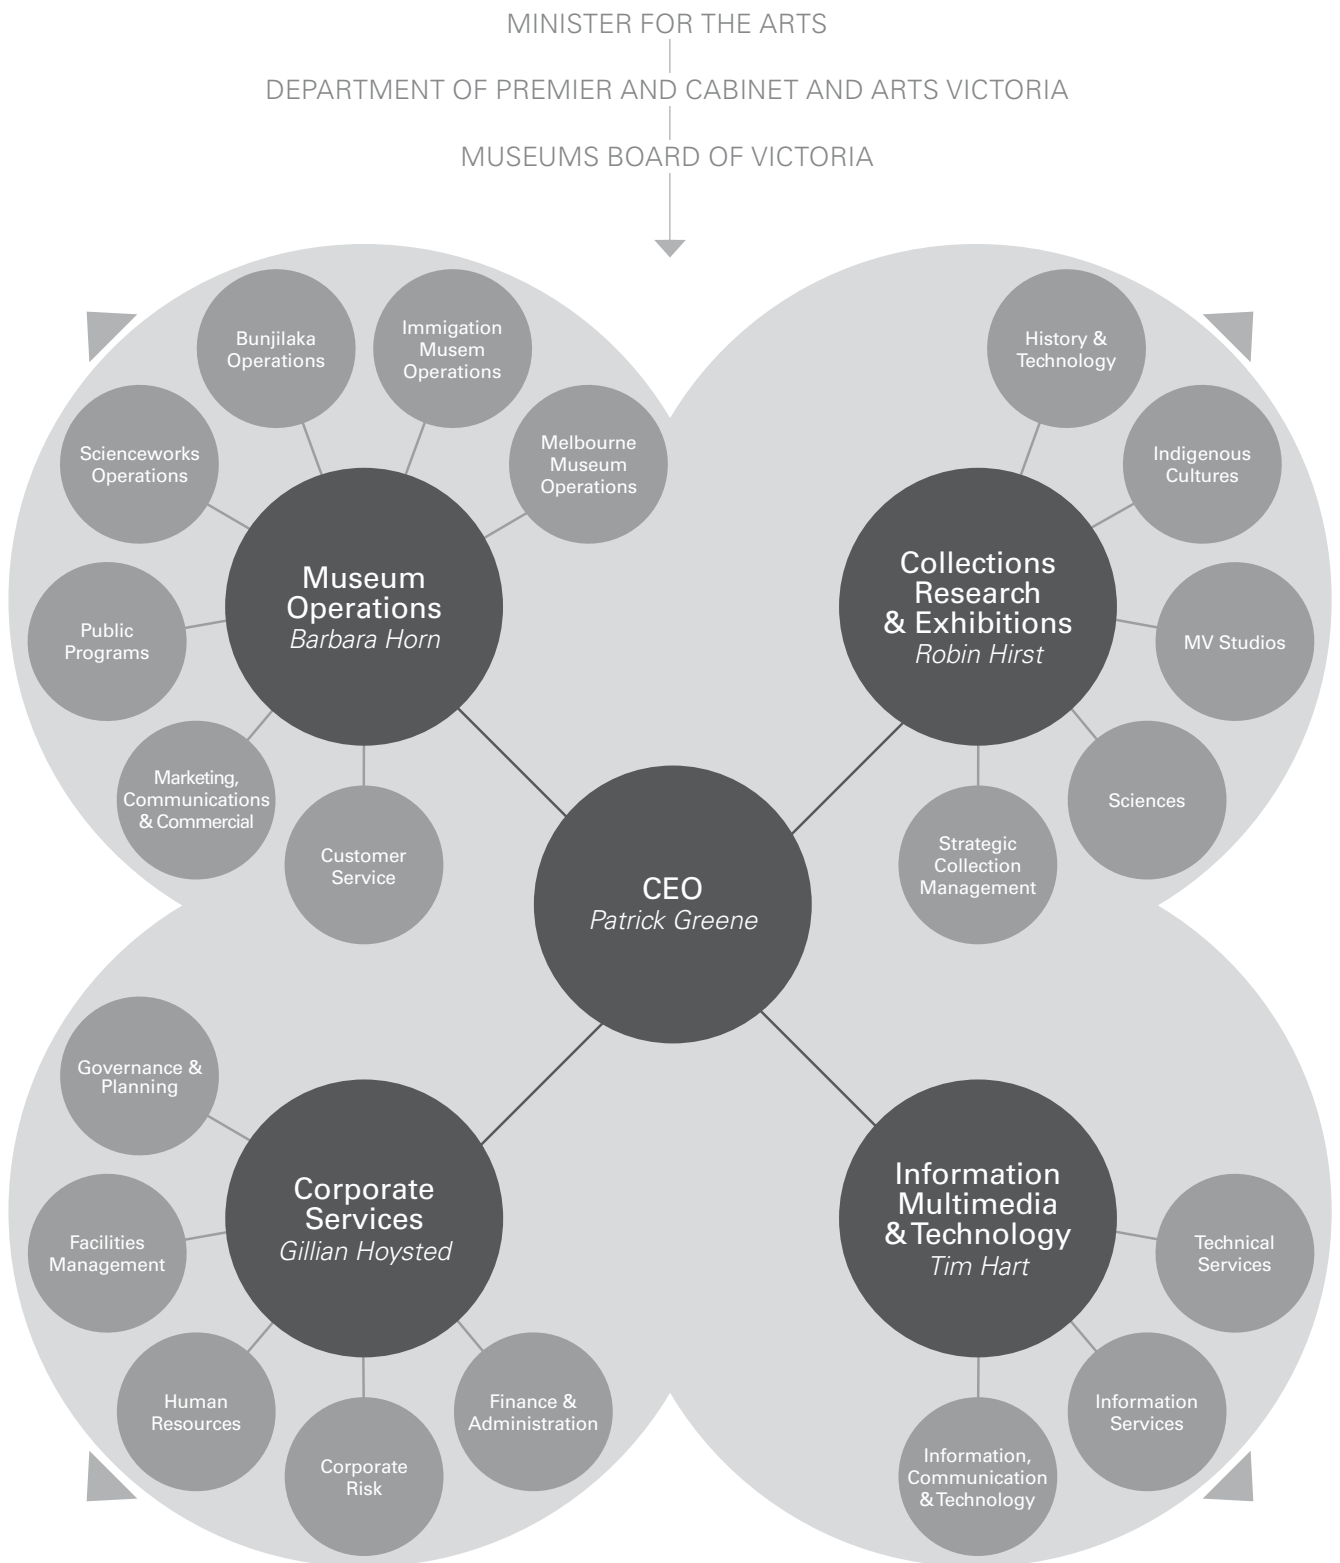 MINISTER FOR THE ARTS
DEPARTMENT OF PREMIER AND CABINET AND ARTS VICTORIA
MUSEUMS BOARD OF VICTORIA
Bunjilaka
Operations
Immigation
Musem
Operations
Scienceworks
Operations
Melbourne
Museum
Operations
Public
Programs
Museum
Operations
Barbara Horn
Marketing,
Communications
& Commercial
Customer
Service
History &
Technology
Indigenous
Cultures
Collections
Research
& Exhibitions
Robin Hirst
MV Studios
Sciences
Strategic
Collection
Management
CEO
Patrick Greene
Governance &
Planning
Corporate
Services
Gillian Hoysted
Facilities
Management
Human
Resources
Corporate
Risk
Finance &
Administration
Information
Multimedia
& Technology
Tim Hart
Technical
Services
Information
Services
Information,
Communication
& Technology